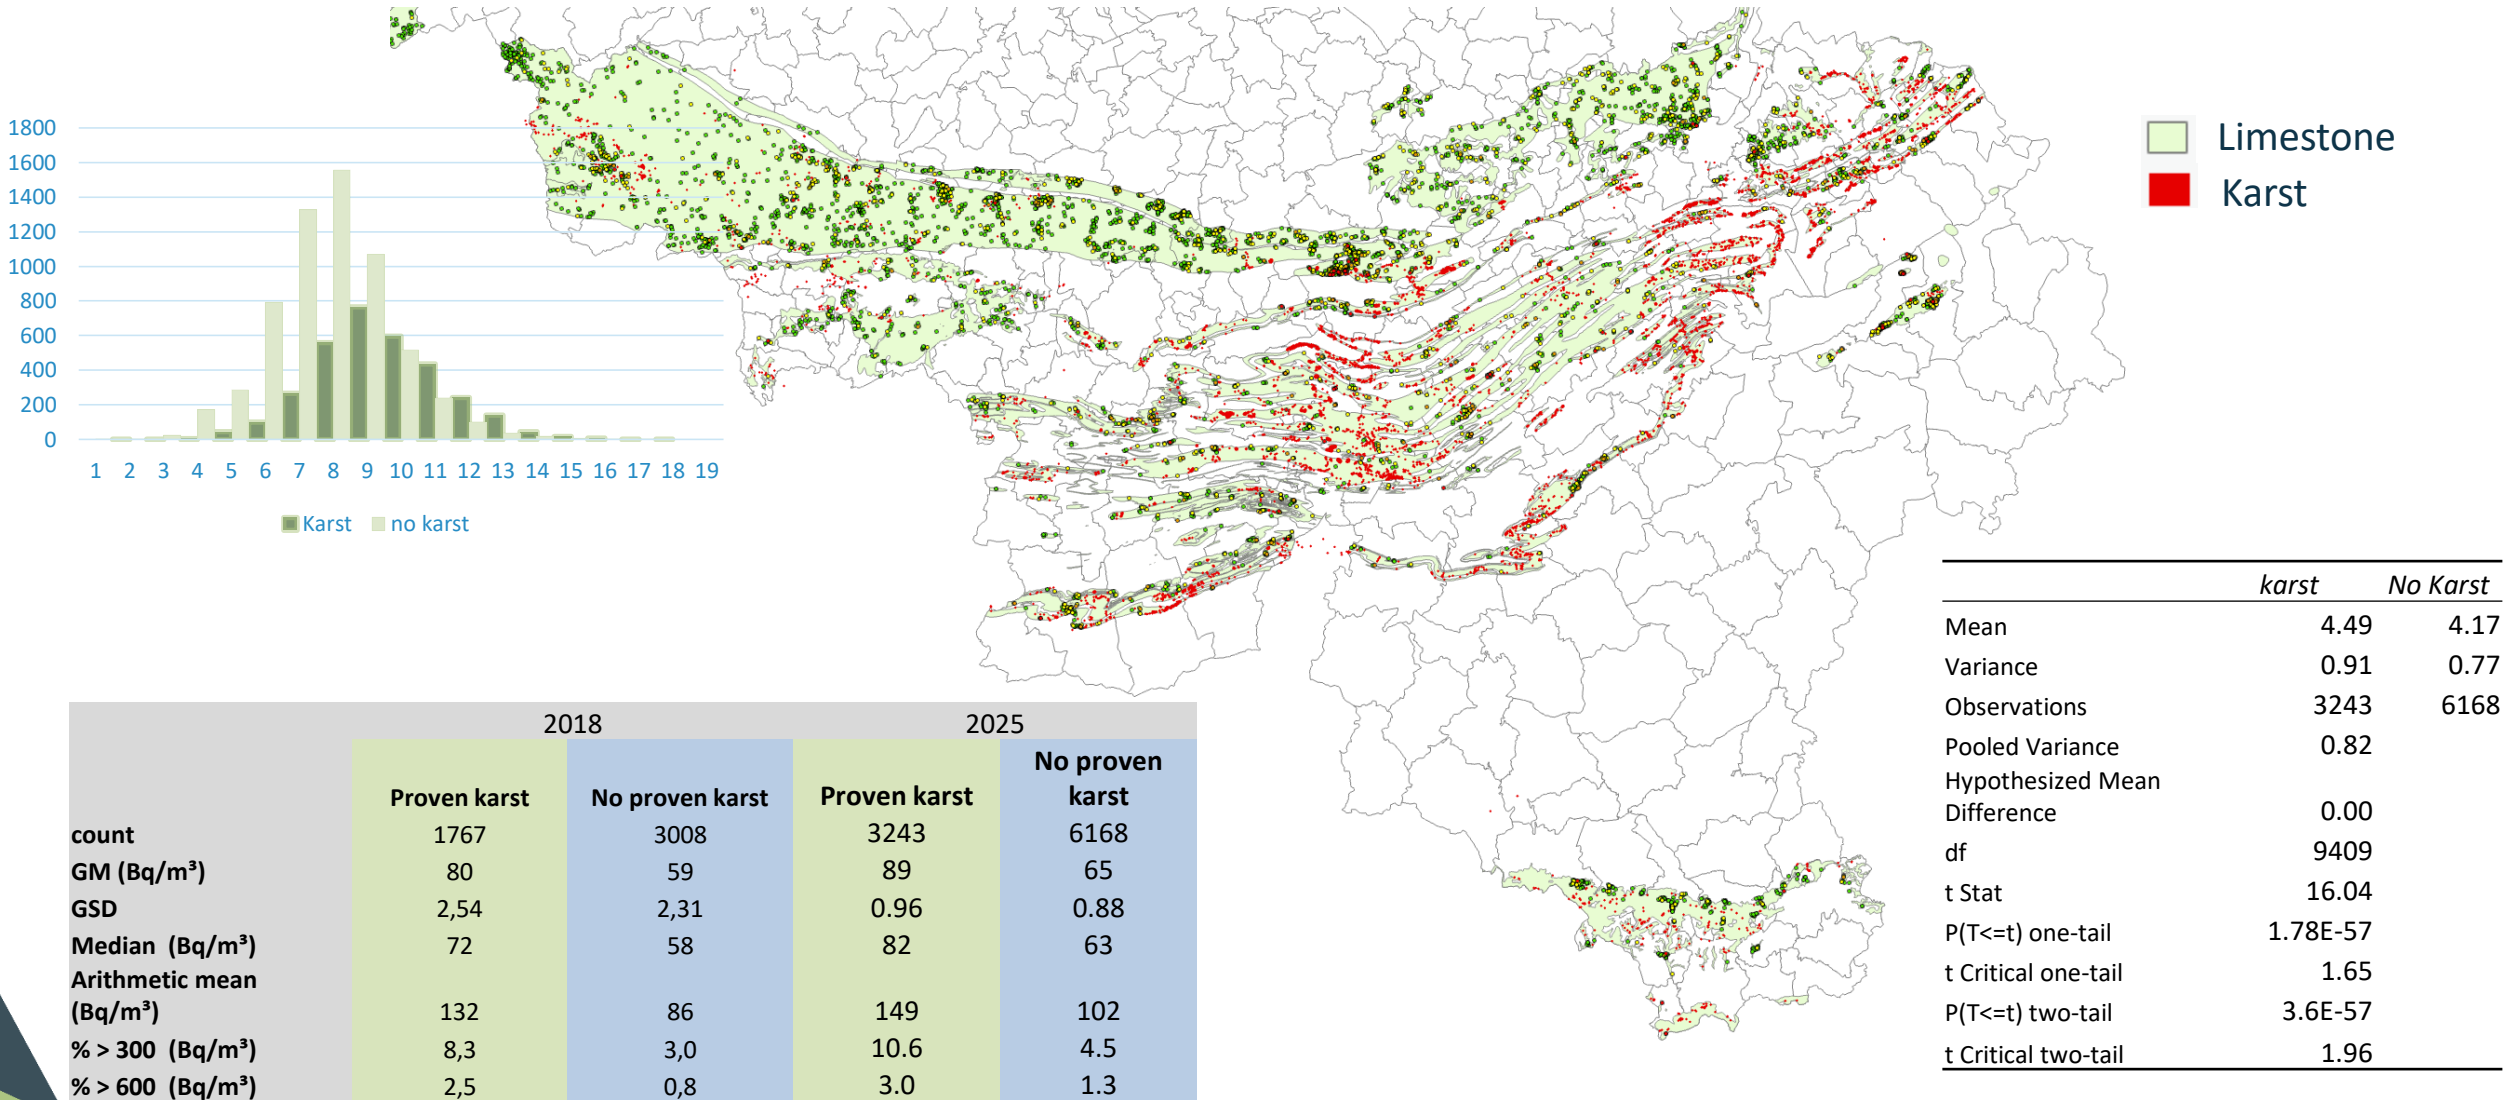 1800
1600
1400
1200
1000
800
600
400
200
0
1 2 3 4 5 6 7 8 9 10 11 12 13 14 15 16 17 18 19
Karst no karst
Limestone
Karst
2018 2025
Proven karst No proven karst Proven karst No proven
karst
count 1767 3008 3243 6168
GM (Bq/m³) 80 59 89 65
GSD 2,54 2,31 0.96 0.88
Median (Bq/m³) 72 58 82 63
Arithmetic mean
(Bq/m³) 132 86 149 102
% > 300 (Bq/m³) 8,3 3,0 10.6 4.5
% > 600 (Bq/m³) 2,5 0,8 3.0 1.3
karst No Karst
Mean 4.49 4.17
Variance 0.91 0.77
Observations 3243 6168
Pooled Variance 0.82
Hypothesized Mean
Difference 0.00
df 9409
t Stat 16.04
P(T<=t) one-tail 1.78E-57
t Critical one-tail 1.65
P(T<=t) two-tail 3.6E-57
t Critical two-tail 1.96